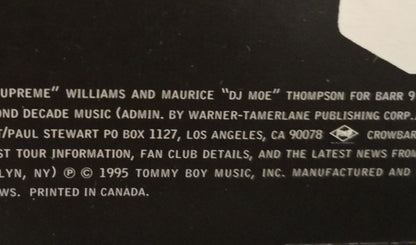 UPREME" WILLIAMS AND MAURICE "DJ MOE" THOMPSON FOR BARR 9
OND DECADE MUSIC (ADMIN. BY WARNER-TAMERLANE PUBLISHING CORP.
T/PAUL STEWART PO BOX 1127, LOS ANGELES, CA 90078 CROWBAR
ST TOUR INFORMATION, FAN CLUB DETAILS, AND THE LATEST NEWS FROM
LYN, NY) Ⓟ © 1995 TOMMY BOY MUSIC, INC. MANUFACTURED AND
WS. PRINTED IN CANADA.